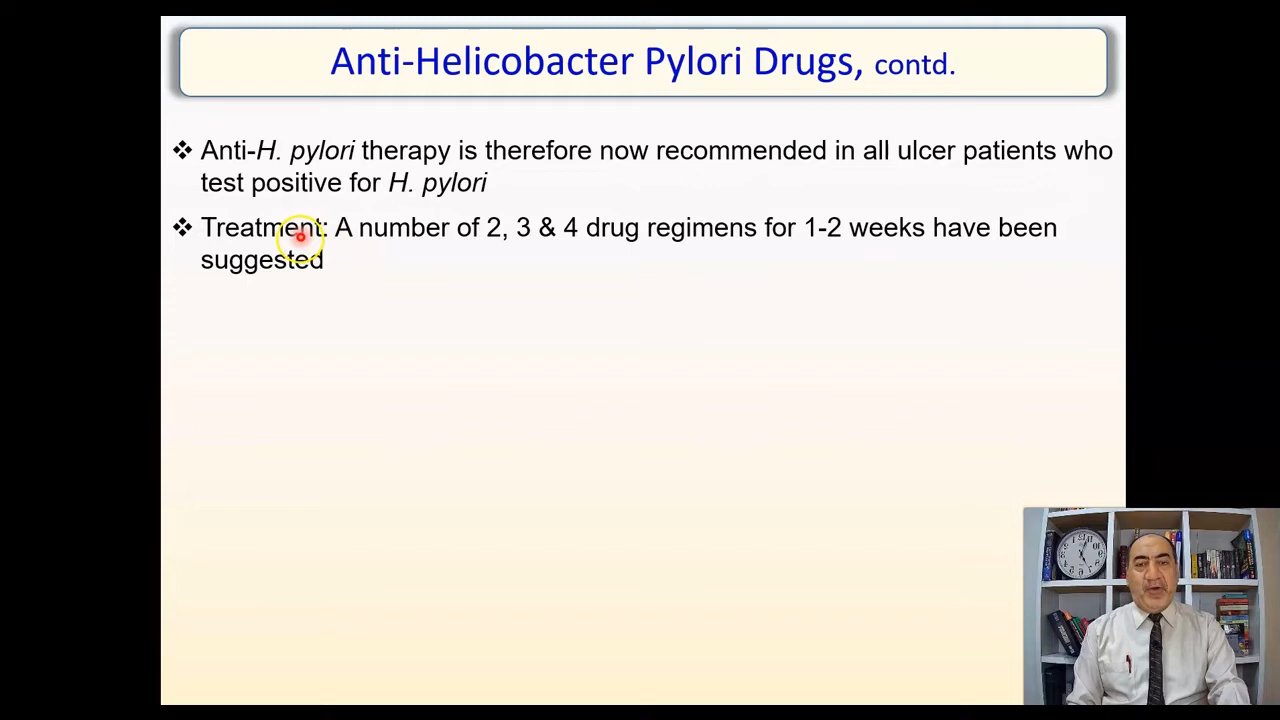 Anti-Helicobacter Pylori Drugs, contd.
❖ Anti-H. pylori therapy is therefore now recommended in all ulcer patients who
test positive for H. pylori
❖ Treatment: A number of 2, 3 & 4 drug regimens for 1-2 weeks have been
suggested